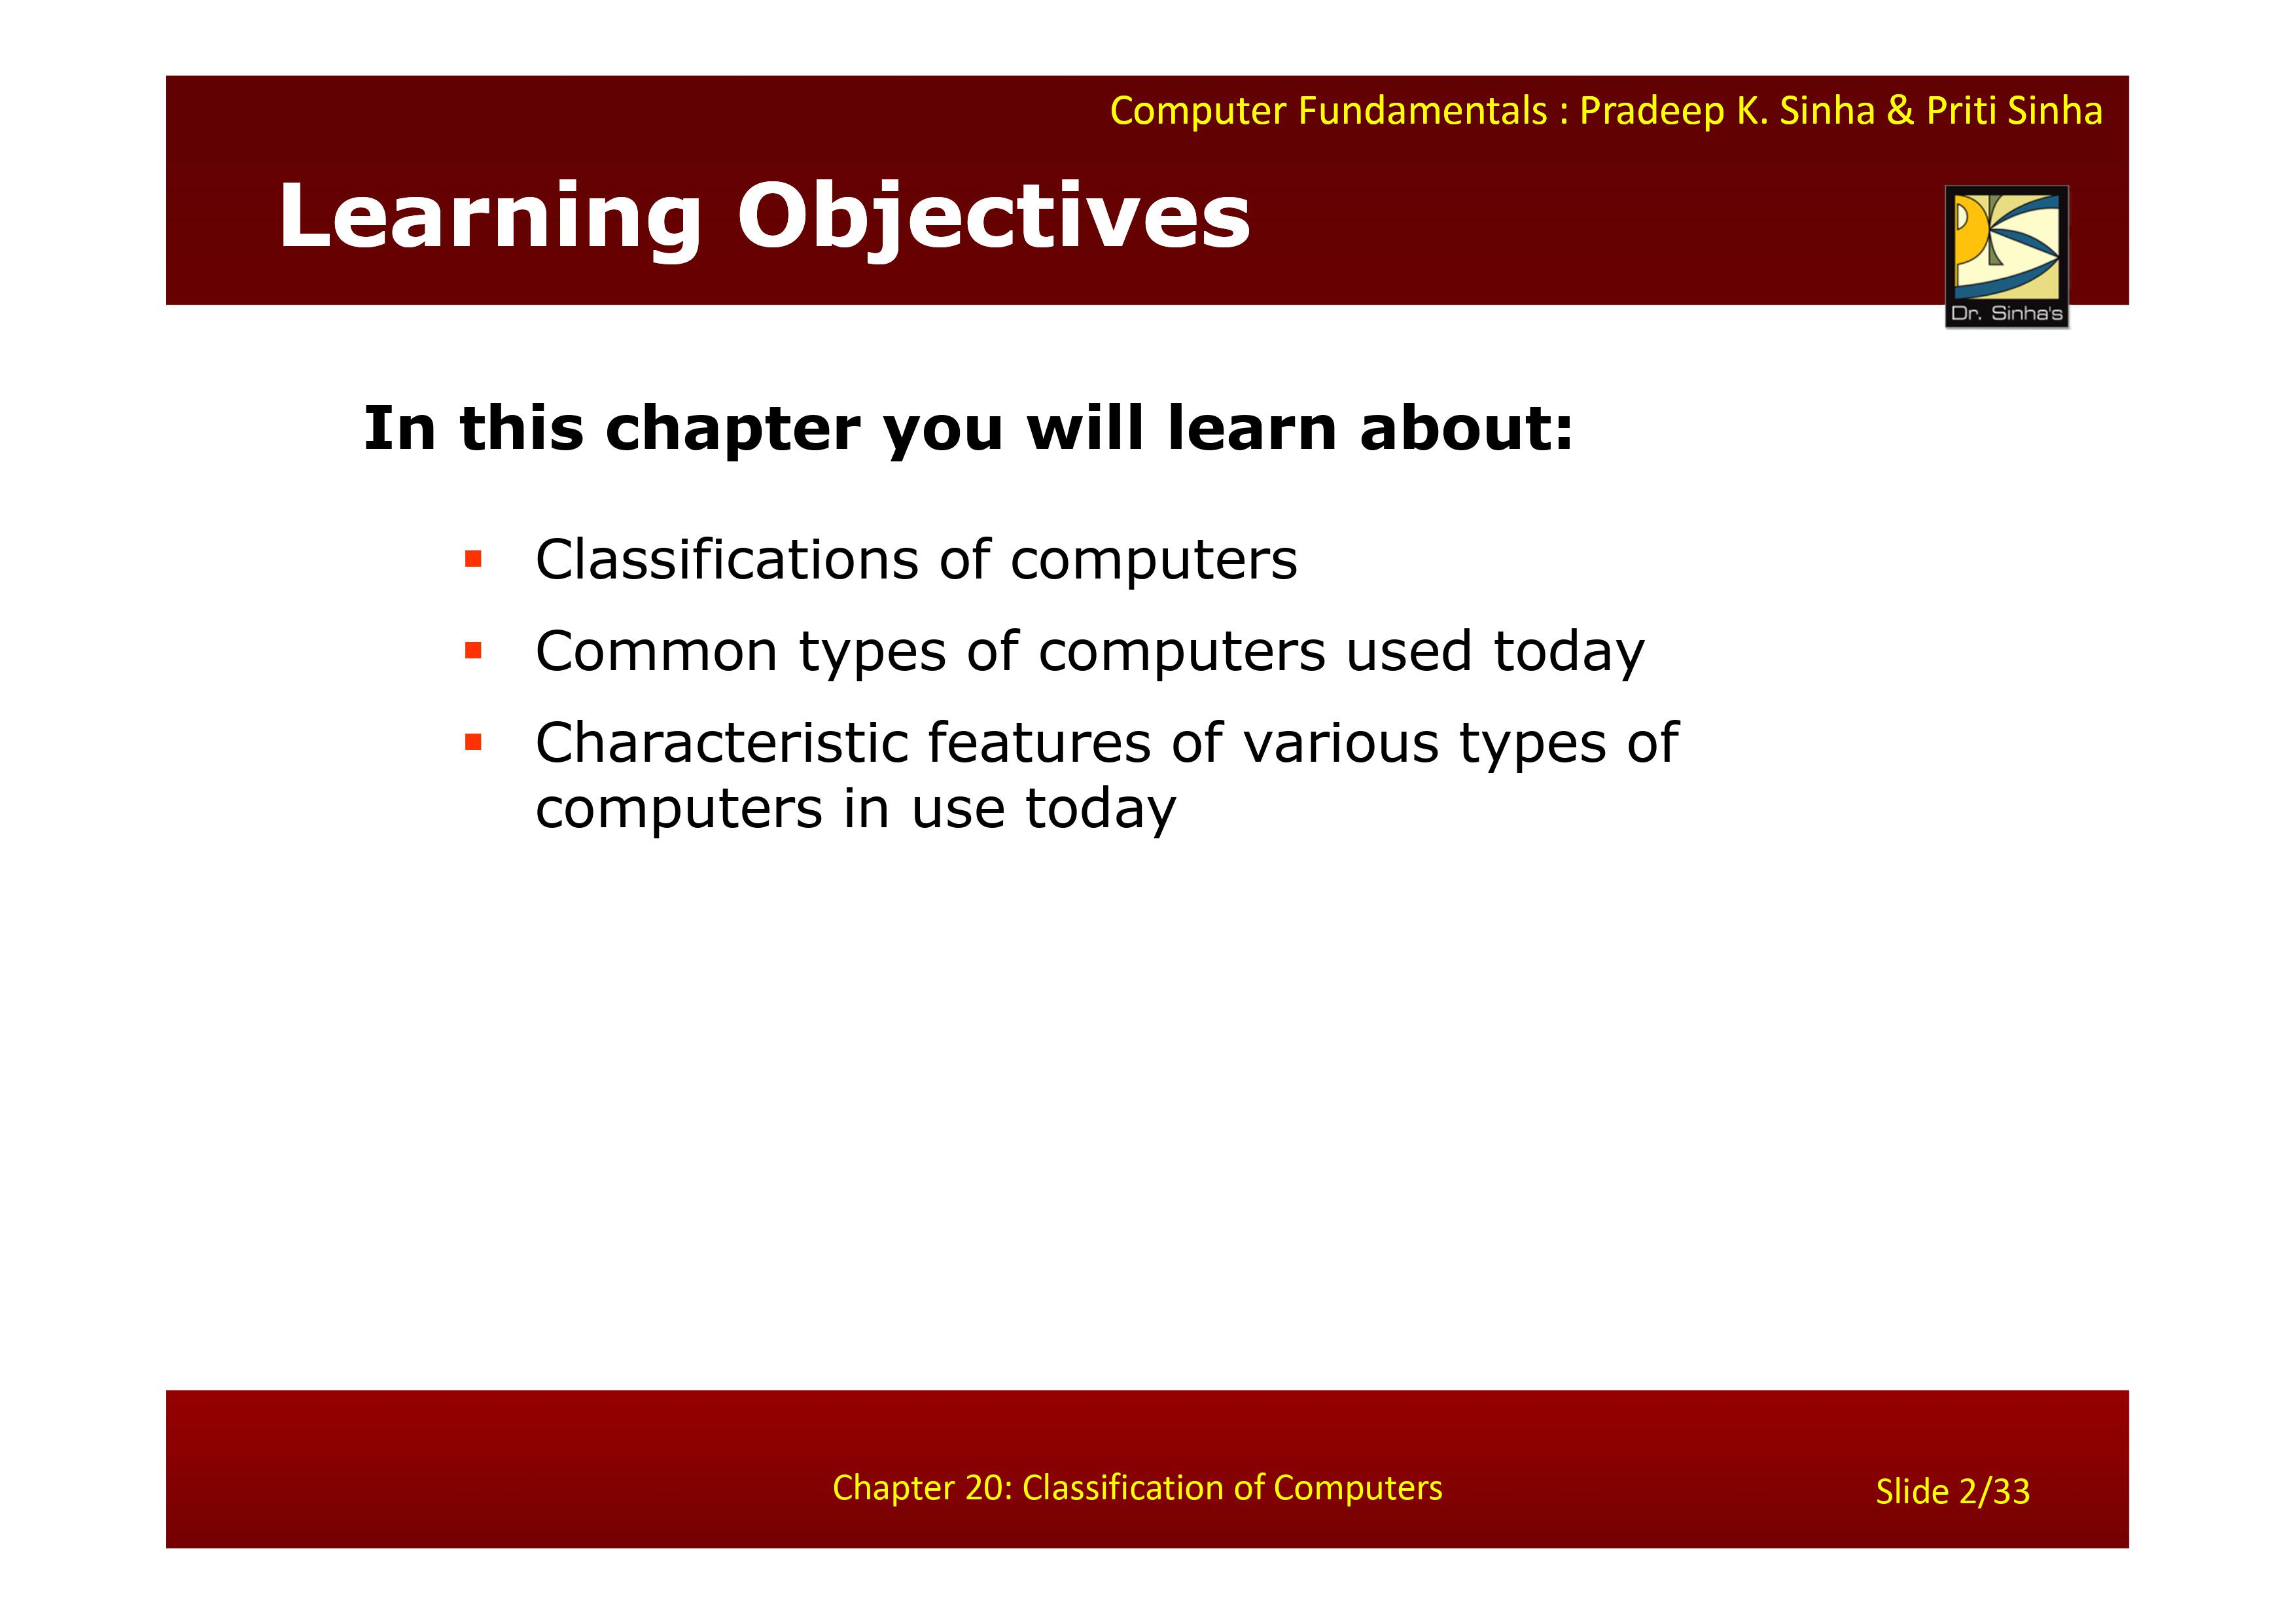 Computer Fundamentals : Pradeep K. Sinha & Priti Sinha
Learning Objectives
Dr. Sinha's
In this chapter you will learn about:
▪ Classifications of computers
▪ Common types of computers used today
▪ Characteristic features of various types of
computers in use today
Chapter 20: Classification of Computers
Slide 2/33